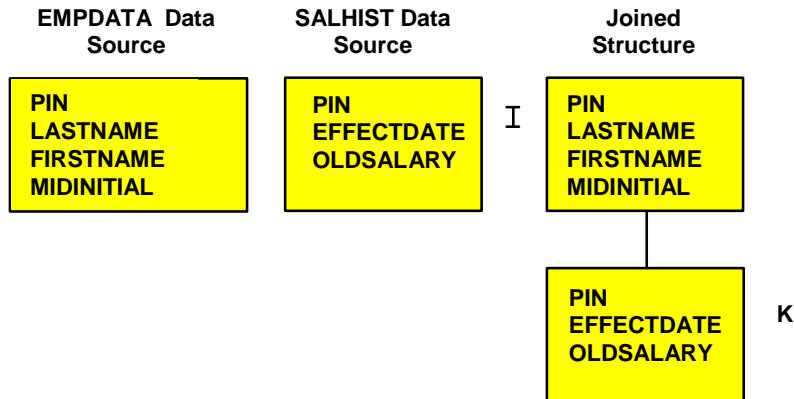 EMPDATA Data
Source
SALHIST Data
Source
Joined
Structure
PIN
LASTNAME
FIRSTNAME
MIDINITIAL
PIN
EFFECTDATE
OLDSALARY
I
PIN
LASTNAME
FIRSTNAME
MIDINITIAL
PIN
EFFECTDATE
OLDSALARY
K